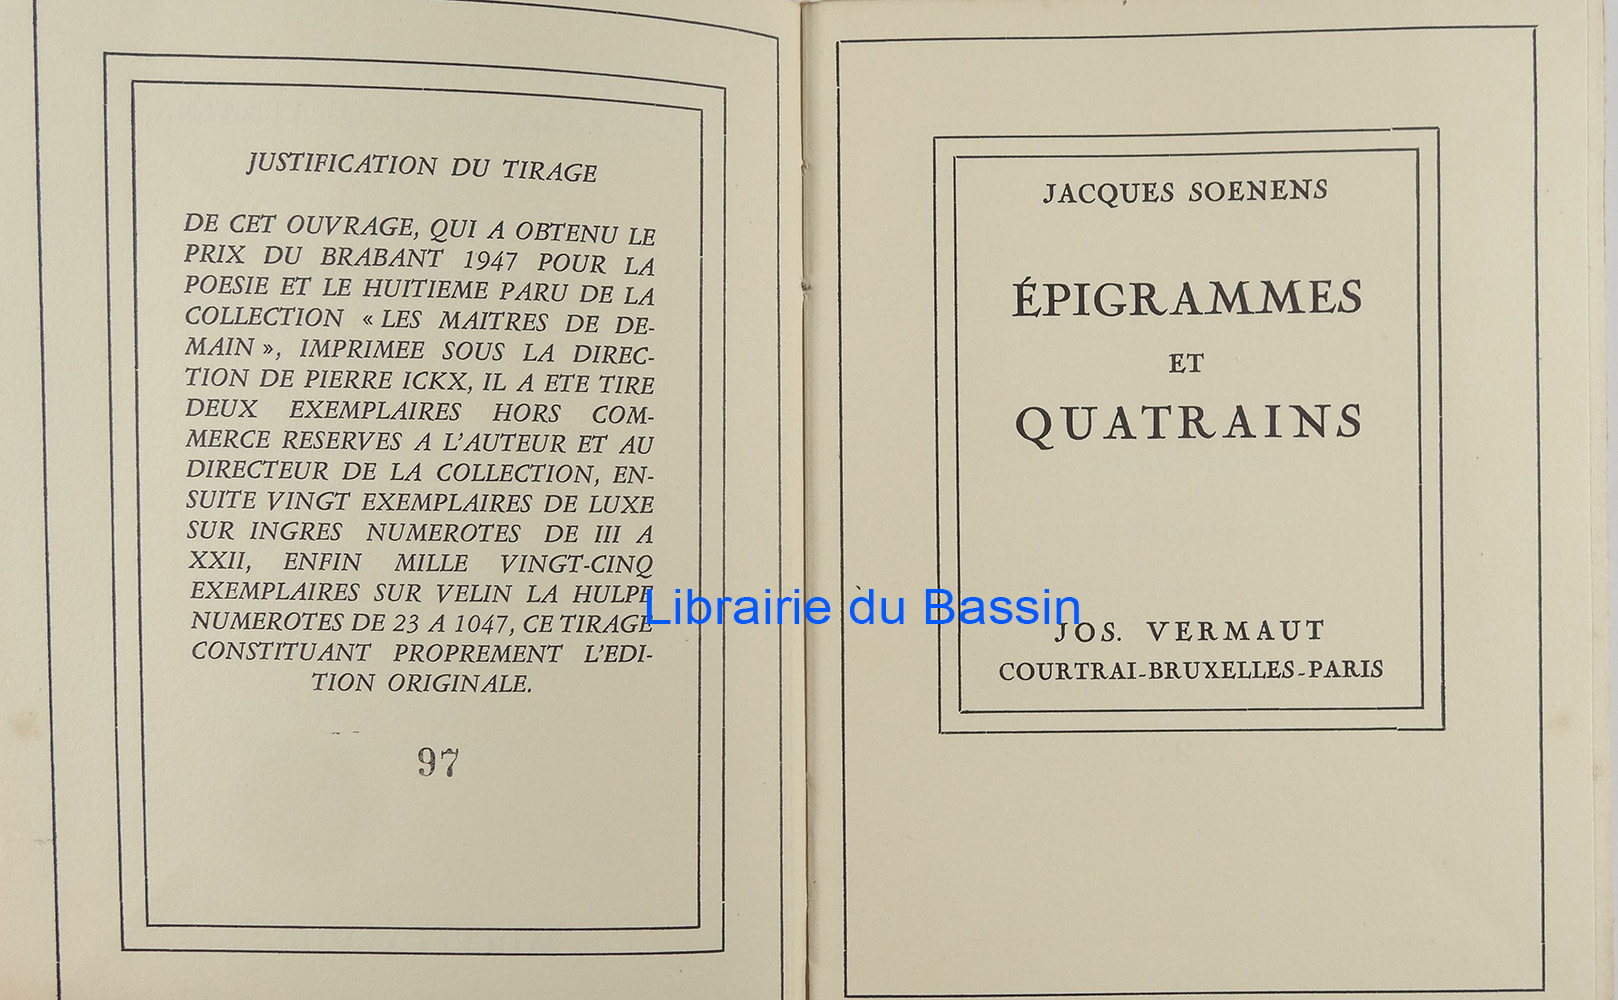 JUSTIFICATION DU TIRAGE
DE CET OUVRAGE, QUI A OBTENU LE
PRIX DU BRABANT 1947 POUR LA
POESIE ET LE HUITIEME PARU DE LA
COLLECTION « LES MAITRES DE DE-
MAIN », IMPRIMEE SOUS LA DIREC-
TION DE PIERRE ICKX, IL A ETE TIRE
DEUX EXEMPLAIRES HORS COM-
MERCE RESERVES A L'AUTEUR ET AU
DIRECTEUR DE LA COLLECTION, EN-
SUITE VINGT EXEMPLAIRES DE LUXE
SUR INGRES NUMEROTES DE III A
XXII, ENFIN MILLE VINGT-CINQ
EXEMPLAIRES SUR VELIN LA HULPE
NUMEROTES DE 23 A 1047, CE TIRAGE
CONSTITUANT PROPREMENT L'EDI-
TION ORIGINALE.
97
JACQUES SOENENS
ÉPIGRAMMES
ET
QUATRAINS
Librairie du Bassin
JOS. VERMAUT
COURTRAI-BRUXELLES-PARIS